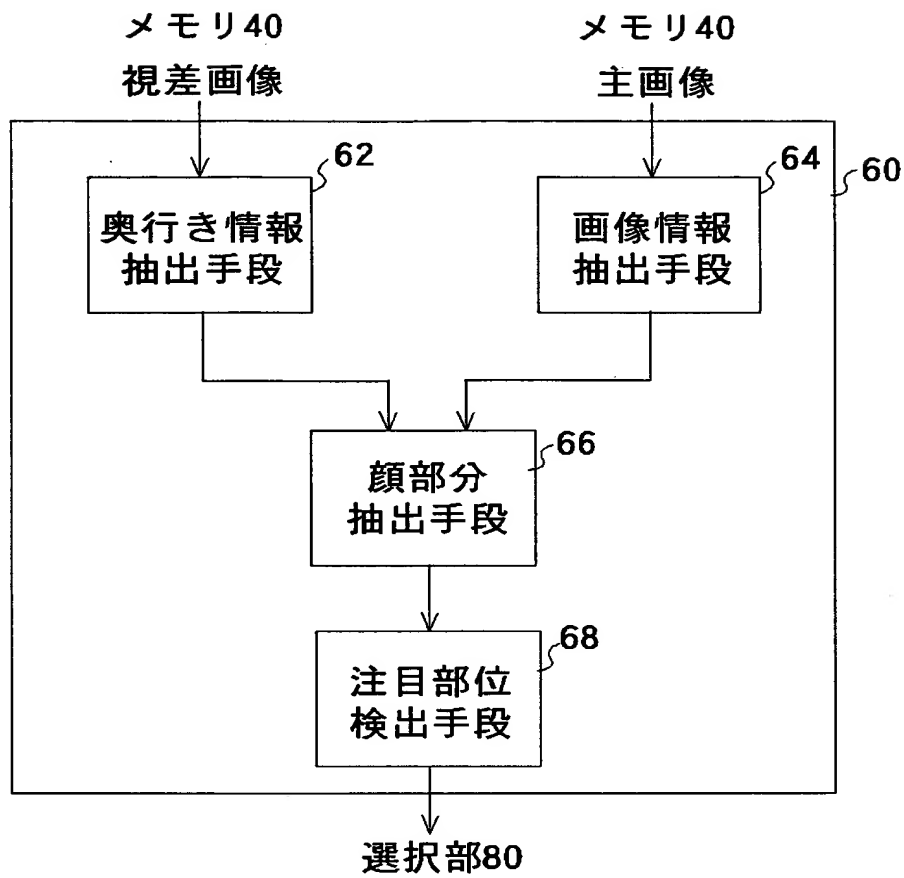 メモリ40
視差画像
メモリ40
主画像
62
奥行き情報
抽出手段
64
画像情報
抽出手段
60
66
顔部分
抽出手段
68
注目部位
検出手段
選択部80